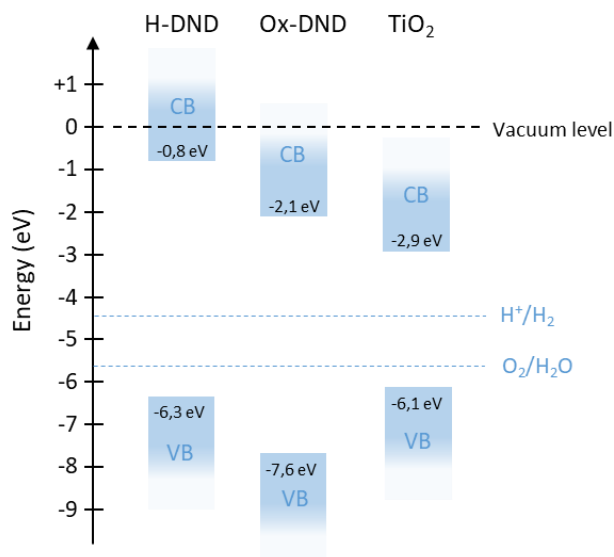 H-DND Ox-DND TiO₂
+1
CB
0
Vacuum level
CB
-0,8 eV
-1
CB
-2,1 eV
-2
-2,9 eV
-3
Energy (eV)
-4
H⁺/H₂
-5
O₂/H₂O
-6
-6,3 eV
-6,1 eV
-7
VB
VB
-7,6 eV
-8
VB
-9